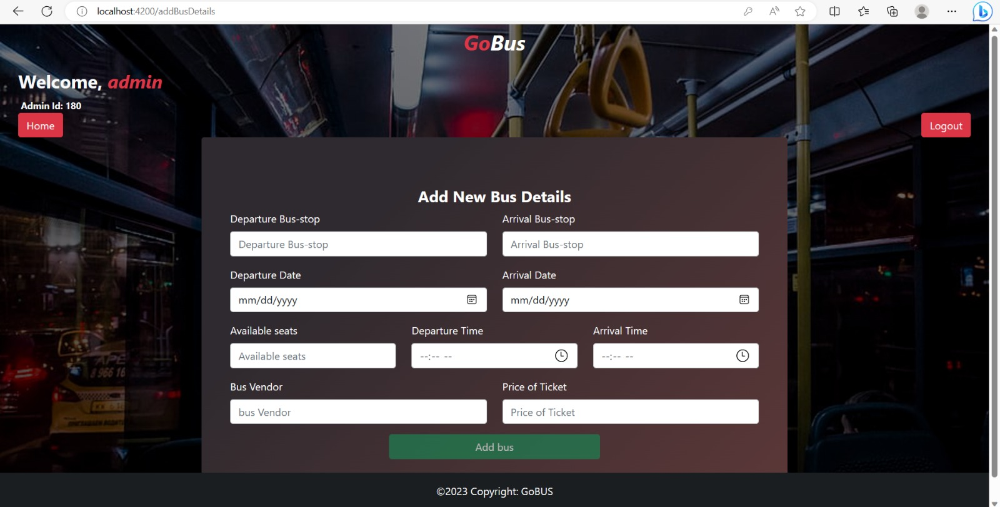 localhost:4200/addBusDetails
GoBus
Welcome, admin
Admin Id: 180
Home
Logout
Add New Bus Details
Departure Bus-stop
Arrival Bus-stop
Departure Bus-stop
Arrival Bus-stop
Departure Date
Arrival Date
mm/dd/yyyy
mm/dd/yyyy
Available seats
Departure Time
Arrival Time
Available seats
--:-- --
--:-- --
Bus Vendor
Price of Ticket
bus Vendor
Price of Ticket
Add bus
8 966 16
©2023 Copyright: GoBUS